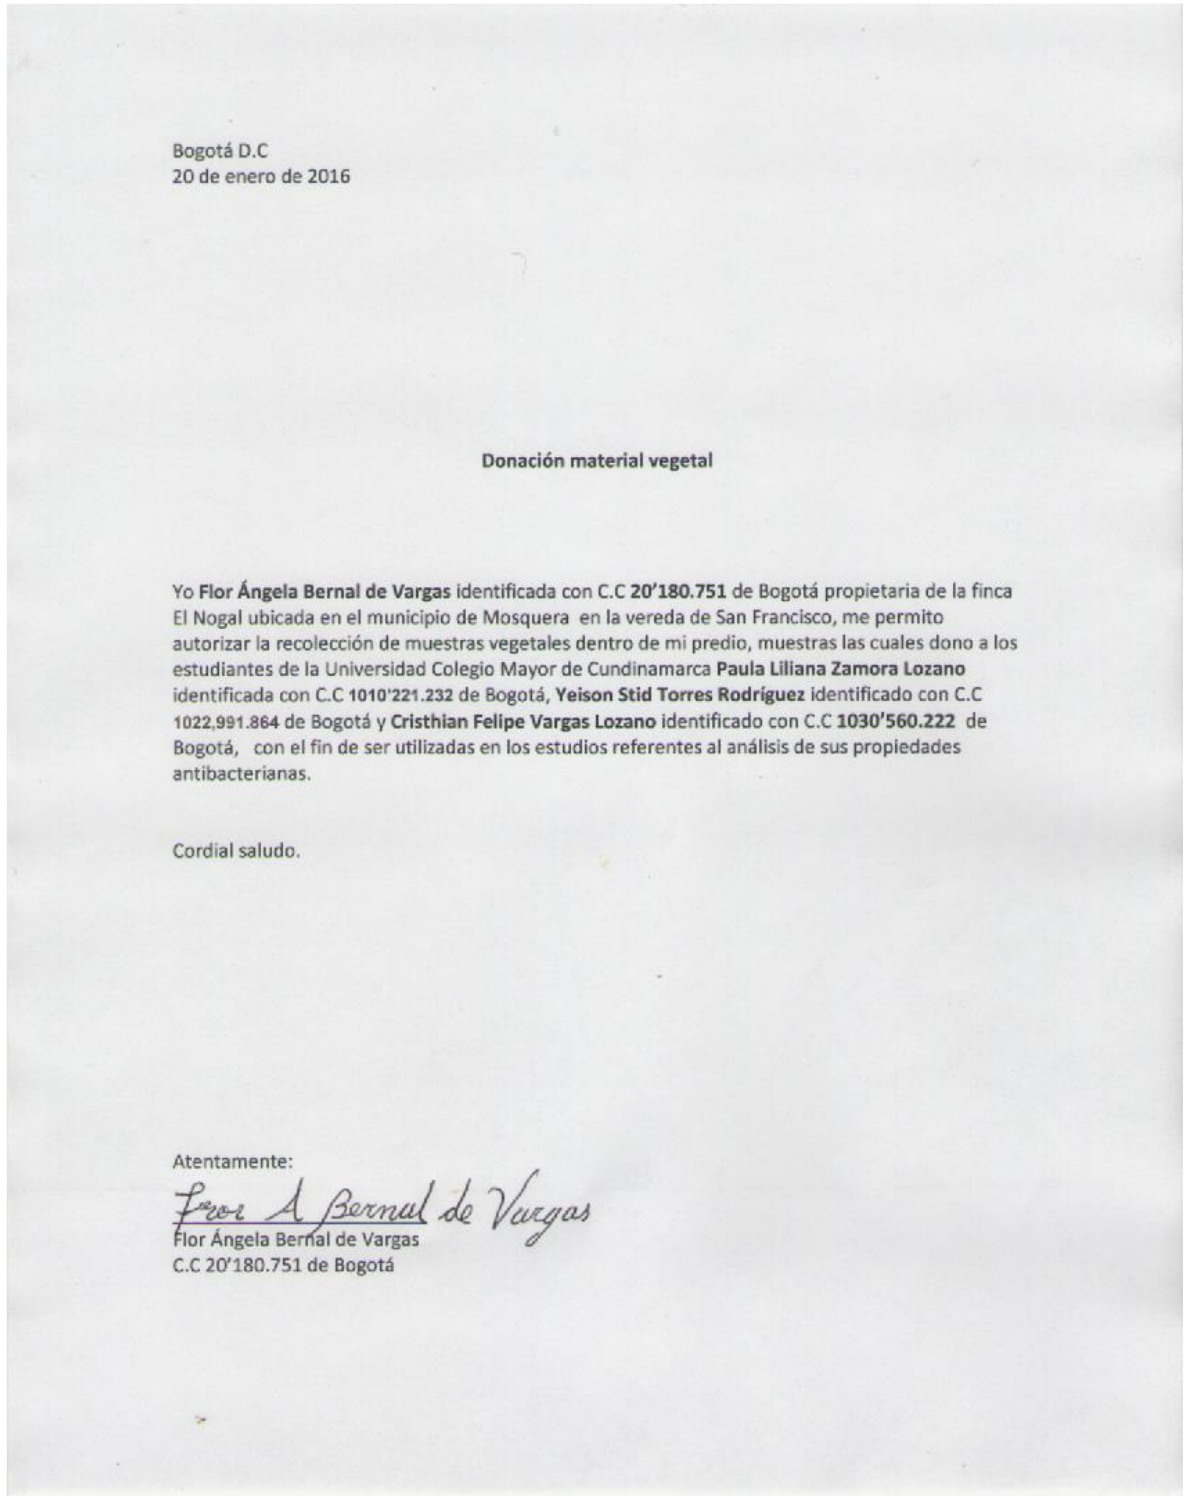 Bogotá D.C
20 de enero de 2016
Donación material vegetal
Yo Flor Ángela Bernal de Vargas identificada con C.C 20'180.751 de Bogotá propietaria de la finca
El Nogal ubicada en el municipio de Mosquera en la vereda de San Francisco, me permito
autorizar la recolección de muestras vegetales dentro de mi predio, muestras las cuales dono a los
estudiantes de la Universidad Colegio Mayor de Cundinamarca Paula Liliana Zamora Lozano
identificada con C.C 1010'221.232 de Bogotá, Yeison Stid Torres Rodríguez identificado con C.C
1022,991.864 de Bogotá y Cristhian Felipe Vargas Lozano identificado con C.C 1030'560.222 de
Bogotá, con el fin de ser utilizadas en los estudios referentes al análisis de sus propiedades
antibacterianas.
Cordial saludo.
Atentamente:
Flor A Bernal de Vargas
Flor Ángela Bernal de Vargas
C.C 20'180.751 de Bogotá